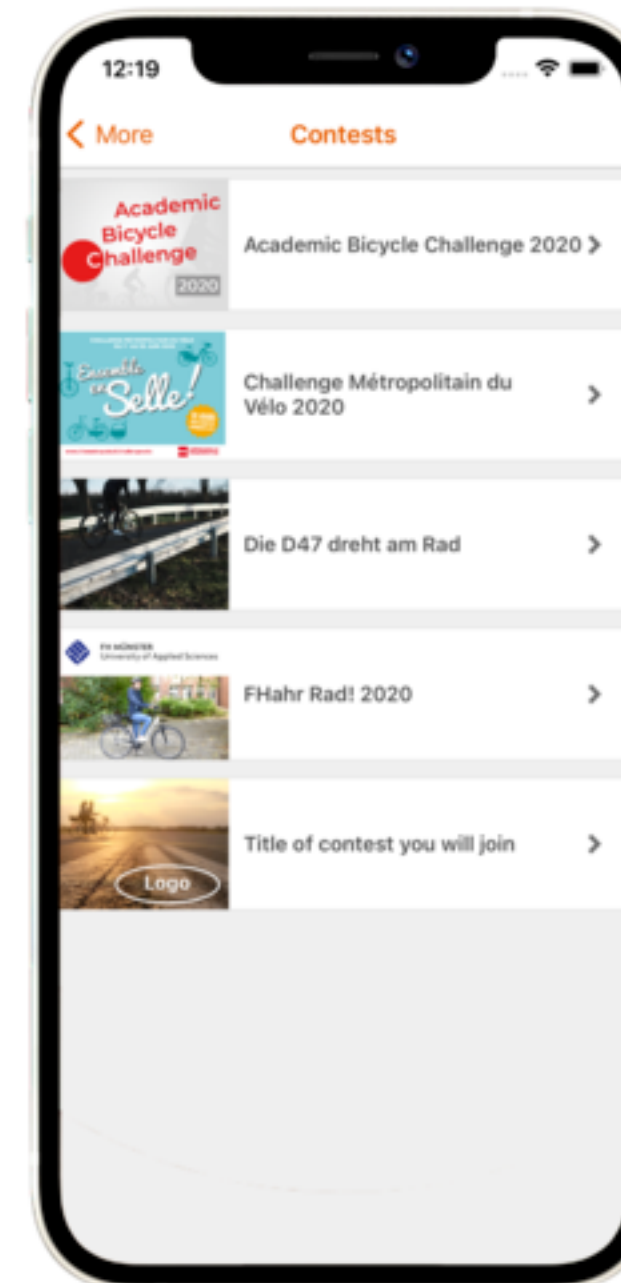 12:19
More
Contests
Academic
Bicycle
Challenge
2020
Academic Bicycle Challenge 2020
Ensemble
en
Selle!
Challenge Métropolitain du
Vélo 2020
Die D47 dreht am Rad
FH MÜNSTER
University of Applied Sciences
FHahr Rad! 2020
Logo
Title of contest you will join